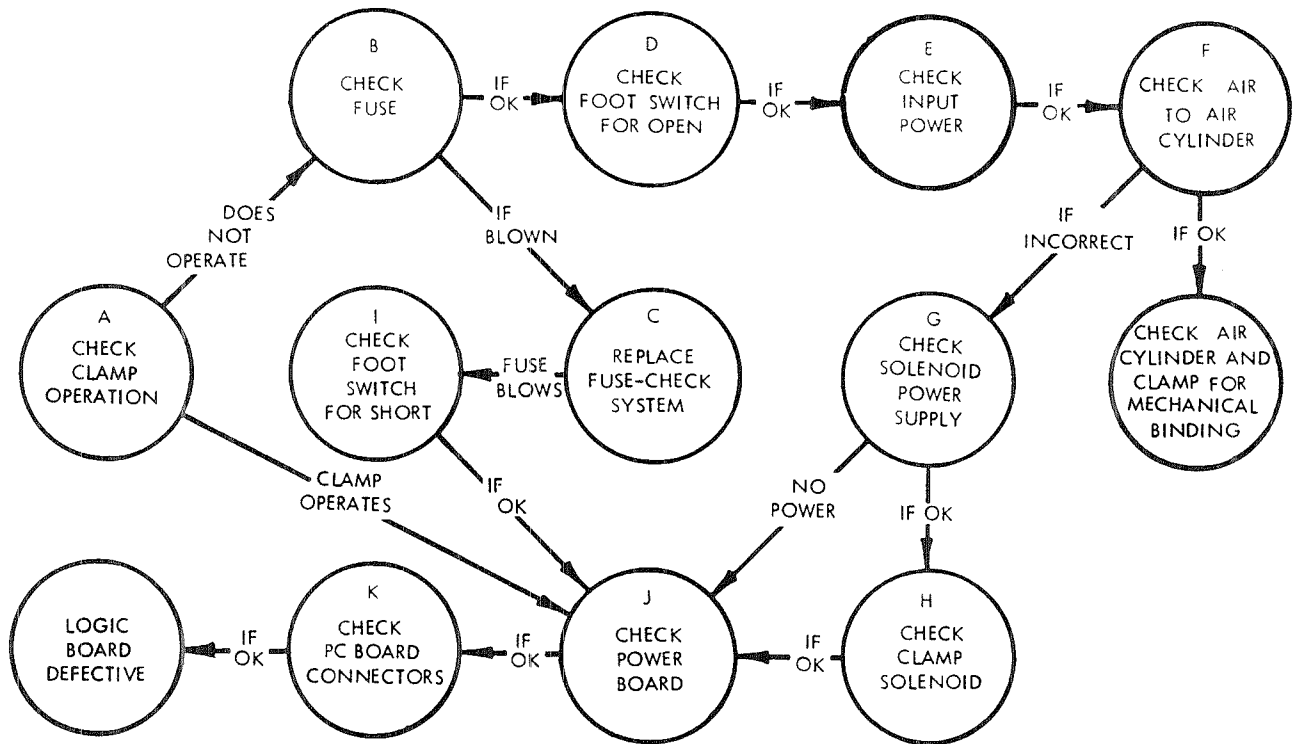 B
CHECK
FUSE
IF
OK
D
CHECK
FOOT SWITCH
FOR OPEN
IF
OK
E
CHECK
INPUT
POWER
IF
OK
F
CHECK AIR
TO AIR
CYLINDER
DOES
NOT
OPERATE
IF
BLOWN
IF
INCORRECT
IF OK
A
CHECK
CLAMP
OPERATION
I
CHECK
FOOT
SWITCH
FOR SHORT
FUSE
BLOWS
C
REPLACE
FUSE-CHECK
SYSTEM
G
CHECK
SOLENOID
POWER
SUPPLY
CHECK AIR
CYLINDER AND
CLAMP FOR
MECHANICAL
BINDING
CLAMP
OPERATES
IF
OK
NO
POWER
IF OK
LOGIC
BOARD
DEFECTIVE
IF
OK
K
CHECK
PC BOARD
CONNECTORS
IF
OK
J
CHECK
POWER
BOARD
IF
OK
H
CHECK
CLAMP
SOLENOID